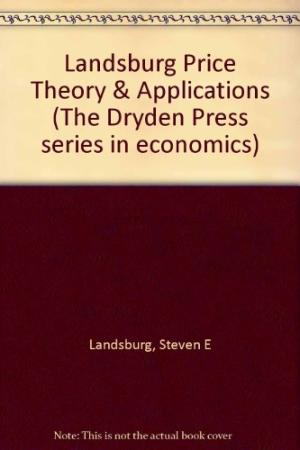 Landsburg Price
Theory & Applications
(The Dryden Press
series in economics)
Landsburg, Steven E
Note: This is not the actual book cover